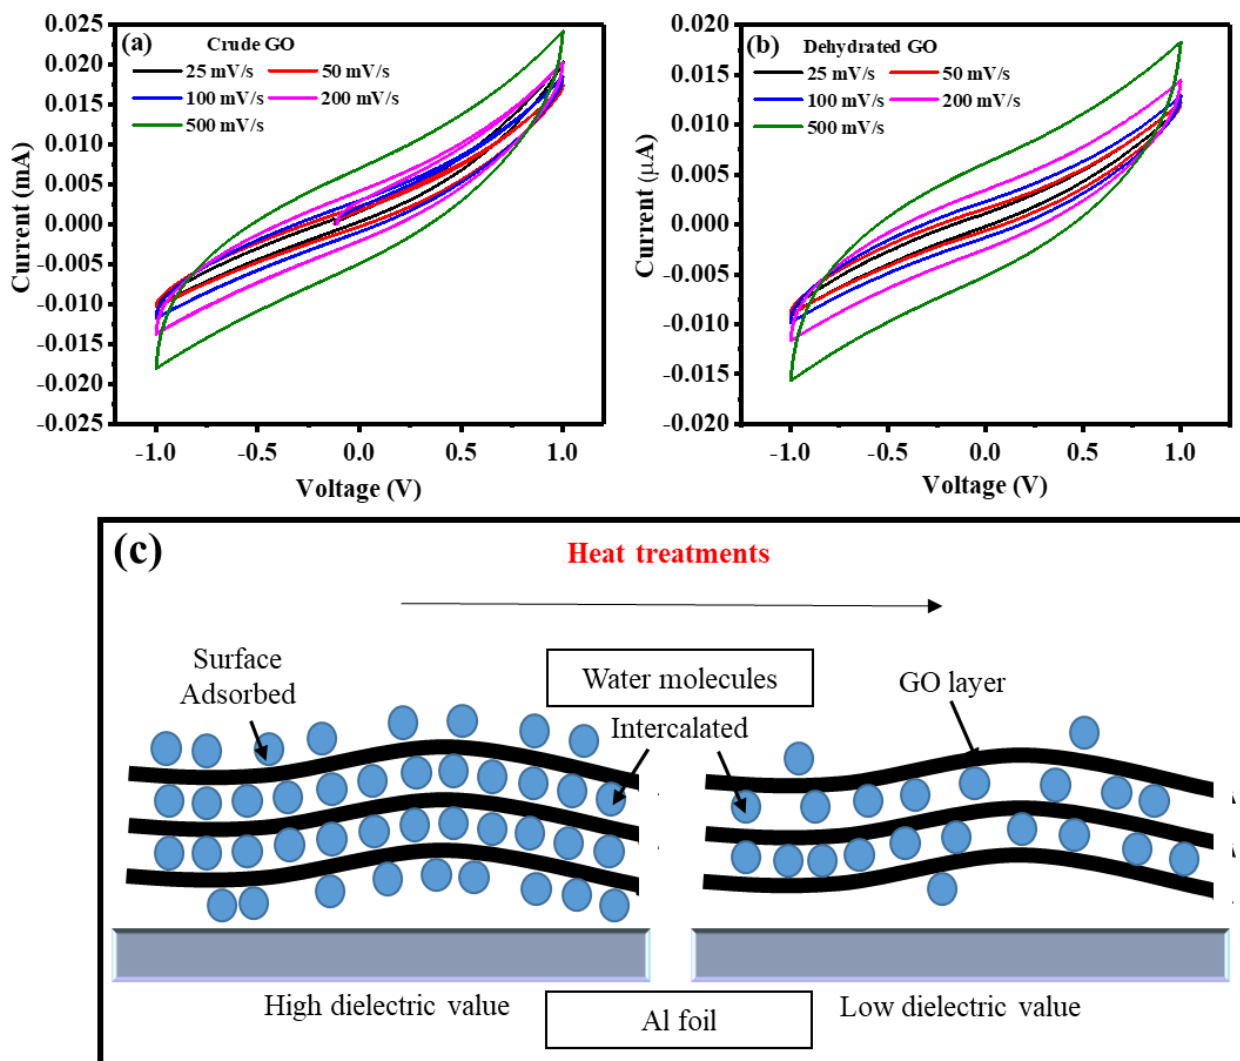 (a) Crude GO
25 mV/s 50 mV/s
100 mV/s 200 mV/s
500 mV/s
0.025
0.020
0.015
0.010
0.005
0.000
-0.005
-0.010
-0.015
-0.020
-0.025
Current (mA)
-1.0 -0.5 0.0 0.5 1.0
Voltage (V)
(b) Dehydrated GO
25 mV/s 50 mV/s
100 mV/s 200 mV/s
500 mV/s
0.020
0.015
0.010
0.005
0.000
-0.005
-0.010
-0.015
-0.020
Current (µA)
-1.0 -0.5 0.0 0.5 1.0
Voltage (V)
(c)
Heat treatments
Surface
Adsorbed
Water molecules
Intercalated
GO layer
High dielectric value
Al foil
Low dielectric value